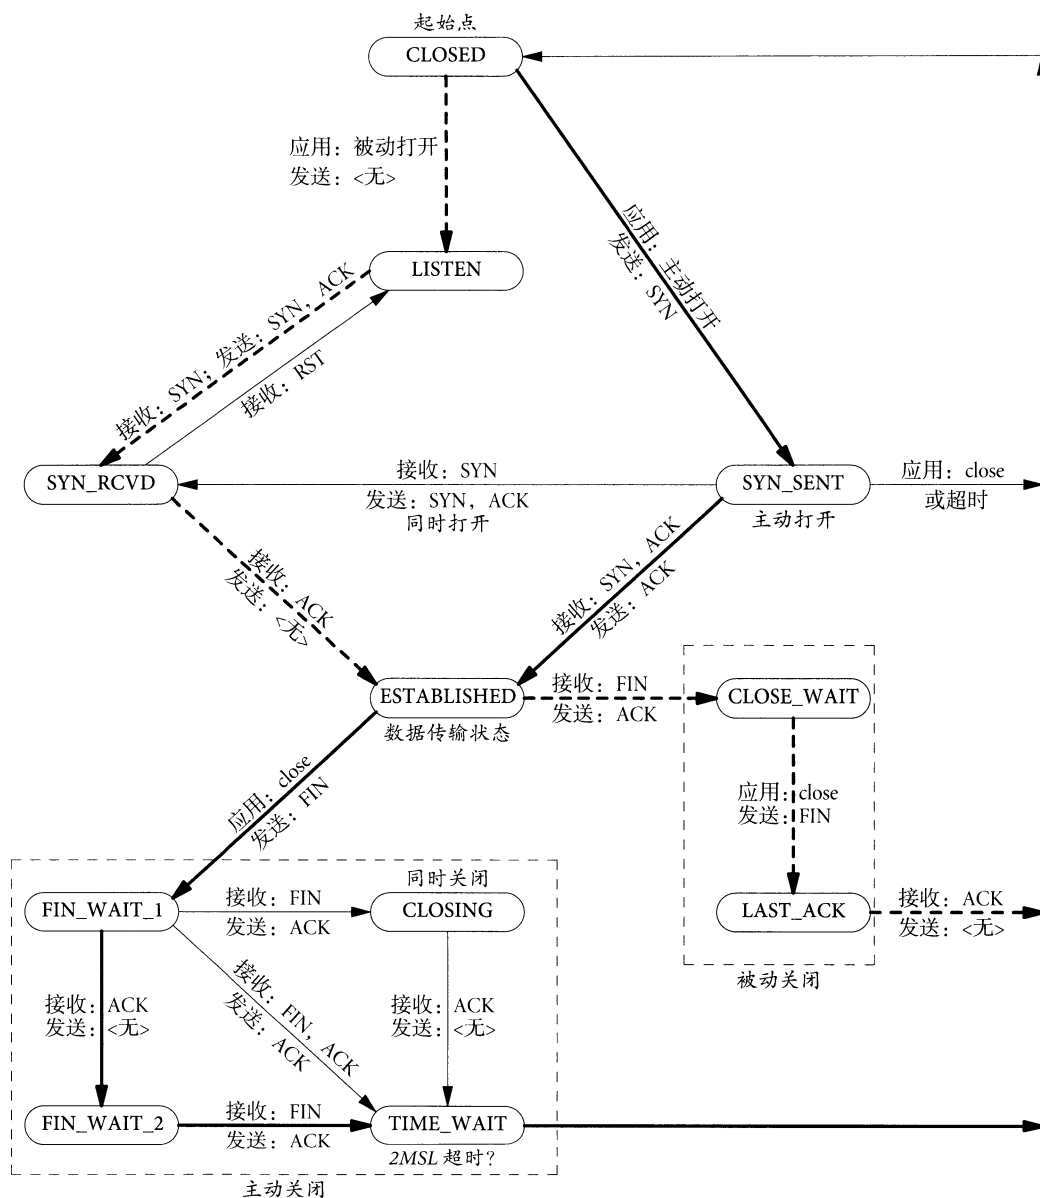 起始点
CLOSED
应用：被动打开
发送：<无>
应用：主动打开
发送：SYN
LISTEN
接收：SYN；发送：SYN，ACK
接收：RST
SYN_RCVD
接收：SYN
发送：SYN，ACK
同时打开
SYN_SENT
主动打开
应用：close
或超时
接收：ACK
发送：<无>
接收：SYN，ACK
发送：ACK
ESTABLISHED
数据传输状态
接收：FIN
发送：ACK
CLOSE_WAIT
应用：close
发送：FIN
应用：close
发送：FIN
LAST_ACK
接收：ACK
发送：<无>
被动关闭
FIN_WAIT_1
接收：FIN
发送：ACK
同时关闭
CLOSING
接收：ACK
发送：<无>
接收：FIN，ACK
发送：ACK
接收：ACK
发送：<无>
FIN_WAIT_2
接收：FIN
发送：ACK
TIME_WAIT
2MSL 超时？
主动关闭